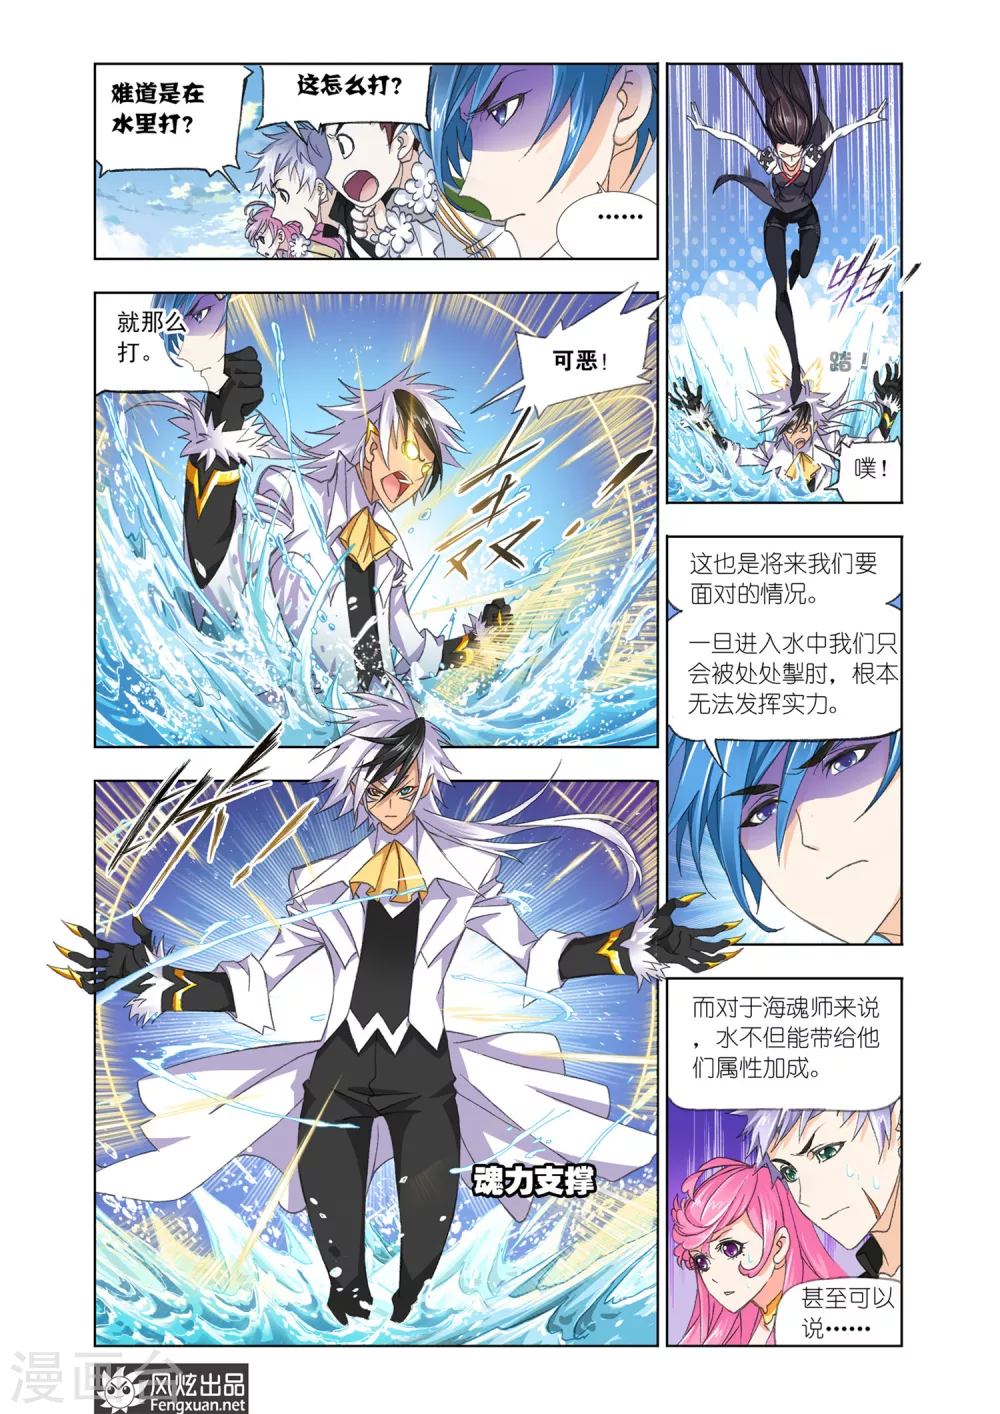 这怎么打？
难道是在
水里打？
……
就那么
打。
可恶！
魂力支撑
踏！
噗！
这也是将来我们要
面对的情况。
一旦进入水中我们只
会被处处掣肘，根本
无法发挥实力。
而对于海魂师来说
，水不但能带给他
们属性加成。
甚至可以
说……
漫画台
风炫出品
Fengxuan.net